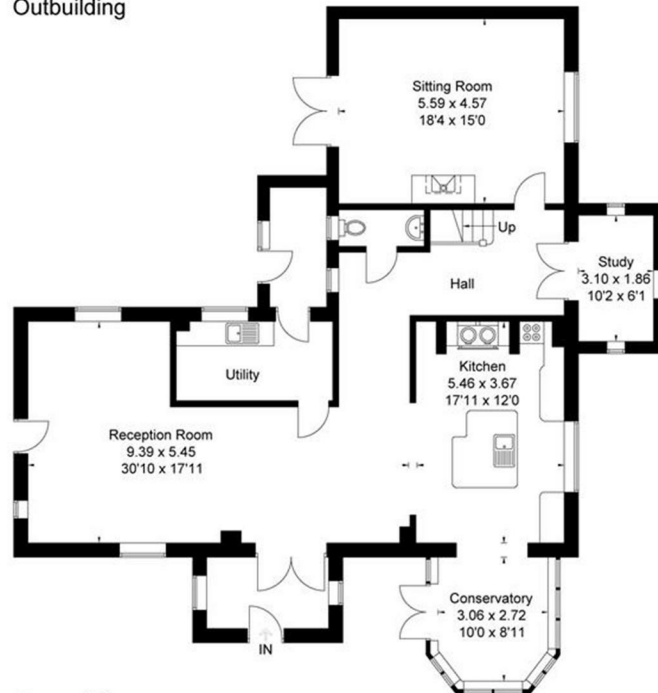 Outbuilding
Sitting Room
5.59 x 4.57
18'4 x 15'0
Up
Hall
Study
3.10 x 1.86
10'2 x 6'1
Kitchen
5.46 x 3.67
17'11 x 12'0
Utility
Reception Room
9.39 x 5.45
30'10 x 17'11
Conservatory
3.06 x 2.72
10'0 x 8'11
IN